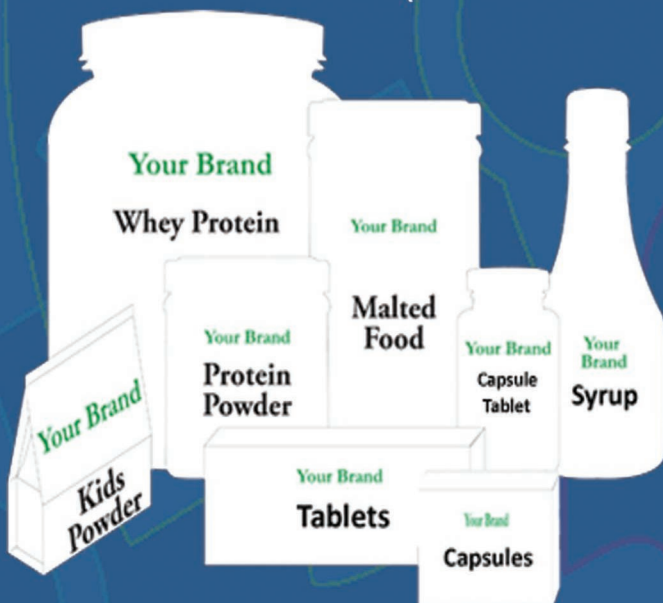 Your Brand
Whey Protein
Your Brand
Malted
Food
Your Brand
Protein
Powder
Your Brand
Capsule
Tablet
Your
Brand
Syrup
Your Brand
Kids
Powder
Your Brand
Tablets
Your Brand
Capsules